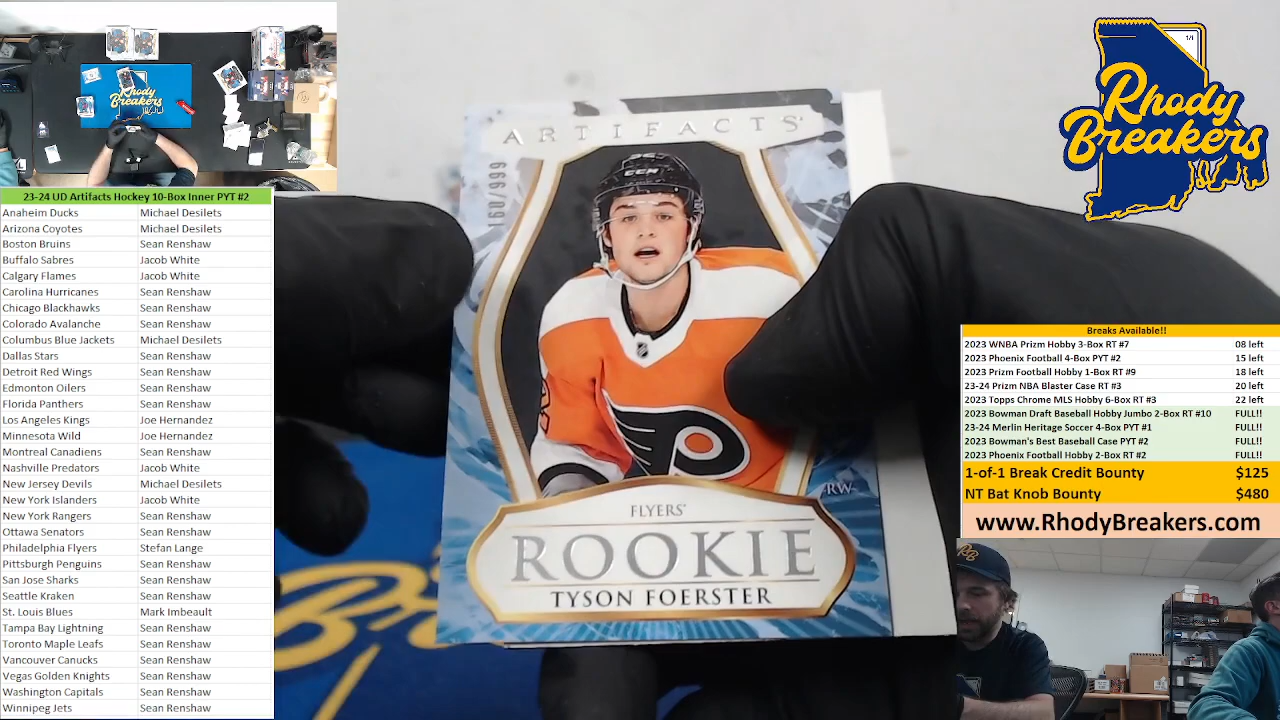 Rhody
Breakers
1/1
Rhody
Breakers
23-24 UD Artifacts Hockey 10-Box Inner PYT #2
Anaheim Ducks Michael Desilets
Arizona Coyotes Michael Desilets
Boston Bruins Sean Renshaw
Buffalo Sabres Jacob White
Calgary Flames Jacob White
Carolina Hurricanes Sean Renshaw
Chicago Blackhawks Sean Renshaw
Colorado Avalanche Sean Renshaw
Columbus Blue Jackets Michael Desilets
Dallas Stars Sean Renshaw
Detroit Red Wings Sean Renshaw
Edmonton Oilers Sean Renshaw
Florida Panthers Sean Renshaw
Los Angeles Kings Joe Hernandez
Minnesota Wild Joe Hernandez
Montreal Canadiens Sean Renshaw
Nashville Predators Jacob White
New Jersey Devils Michael Desilets
New York Islanders Jacob White
New York Rangers Sean Renshaw
Ottawa Senators Sean Renshaw
Philadelphia Flyers Stefan Lange
Pittsburgh Penguins Sean Renshaw
San Jose Sharks Sean Renshaw
Seattle Kraken Sean Renshaw
St. Louis Blues Mark Imbeault
Tampa Bay Lightning Sean Renshaw
Toronto Maple Leafs Sean Renshaw
Vancouver Canucks Sean Renshaw
Vegas Golden Knights Sean Renshaw
Washington Capitals Sean Renshaw
Winnipeg Jets Sean Renshaw
ARTIFACTS
160/999
CCM
RW
FLYERS
ROOKIE
TYSON FOERSTER
Breaks Available!!
2023 WNBA Prizm Hobby 3-Box RT #7 08 left
2023 Phoenix Football 4-Box PYT #2 15 left
2023 Prizm Football Hobby 1-Box RT #9 18 left
23-24 Prizm NBA Blaster Case RT #3 20 left
2023 Topps Chrome MLS Hobby 6-Box RT #3 22 left
2023 Bowman Draft Baseball Hobby Jumbo 2-Box RT #10 FULL!!
23-24 Merlin Heritage Soccer 4-Box PYT #1 FULL!!
2023 Bowman's Best Baseball Case PYT #2 FULL!!
2023 Phoenix Football Hobby 2-Box RT #2 FULL!!
1-of-1 Break Credit Bounty $125
NT Bat Knob Bounty $480
www.RhodyBreakers.com
RB